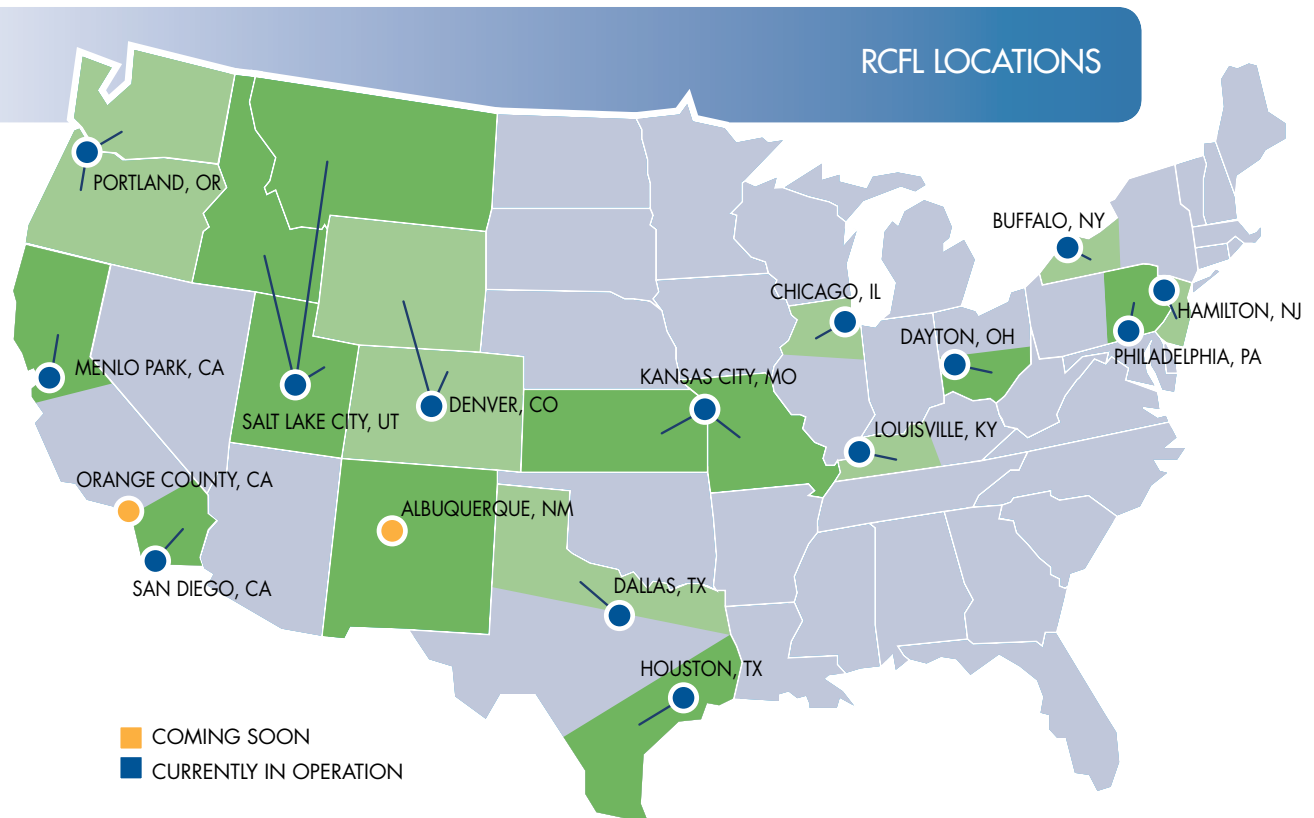 RCFL LOCATIONS
PORTLAND, OR
BUFFALO, NY
CHICAGO, IL
HAMILTON, NJ
DAYTON, OH
PHILADELPHIA, PA
MENLO PARK, CA
KANSAS CITY, MO
DENVER, CO
SALT LAKE CITY, UT
LOUISVILLE, KY
ORANGE COUNTY, CA
ALBUQUERQUE, NM
SAN DIEGO, CA
DALLAS, TX
HOUSTON, TX
COMING SOON
CURRENTLY IN OPERATION